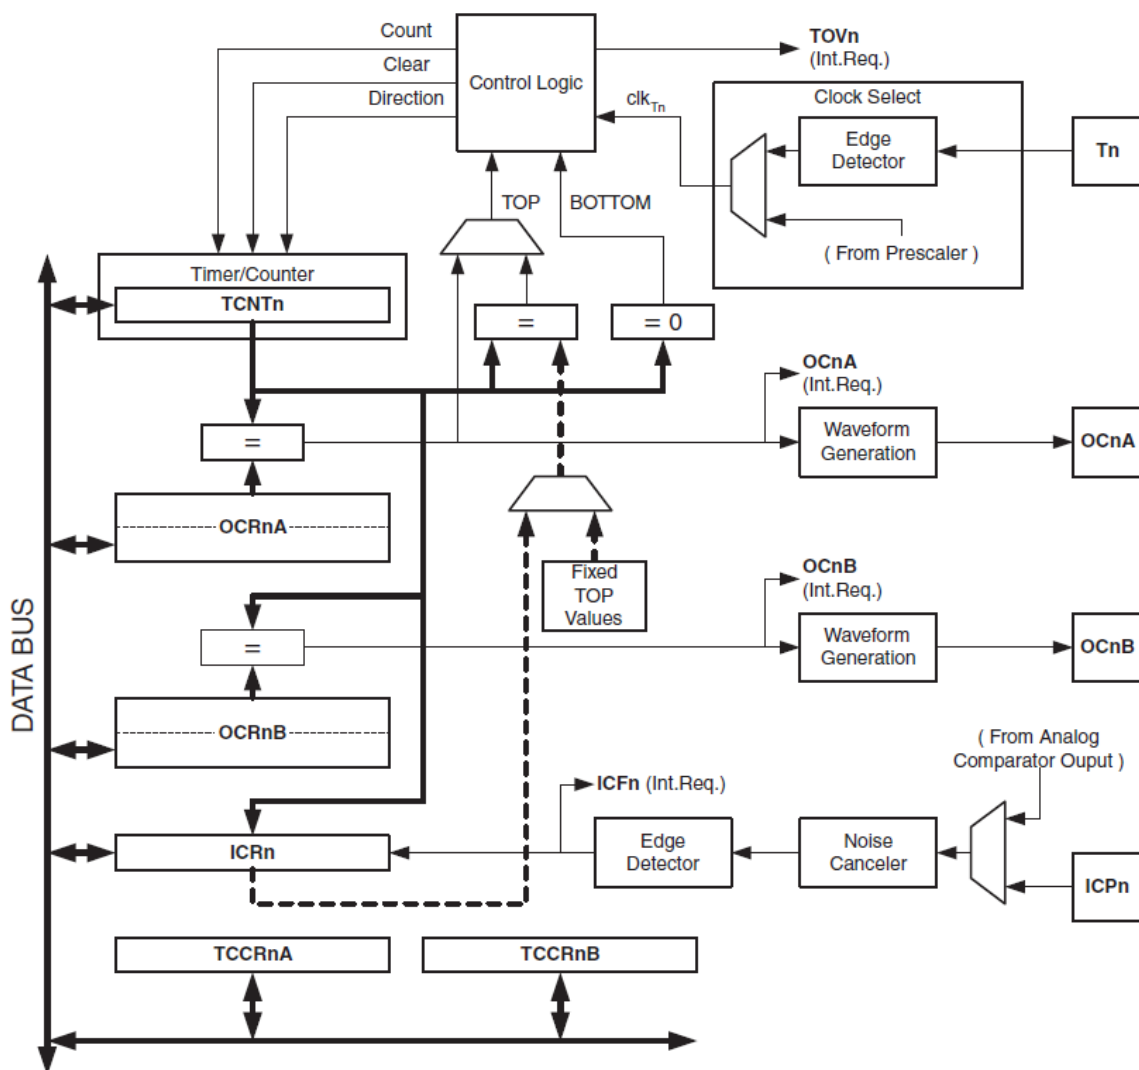 Count
Clear
Direction
Control Logic
TOVn
(Int.Req.)
clkTn
Clock Select
Edge
Detector
Tn
( From Prescaler )
TOP
BOTTOM
Timer/Counter
TCNTn
=
= 0
=
OCnA
(Int.Req.)
Waveform
Generation
OCnA
OCRnA
Fixed
TOP
Values
OCnB
(Int.Req.)
=
Waveform
Generation
OCnB
DATA BUS
OCRnB
( From Analog
Comparator Ouput )
ICFn (Int.Req.)
ICRn
Edge
Detector
Noise
Canceler
ICPn
TCCRnA
TCCRnB